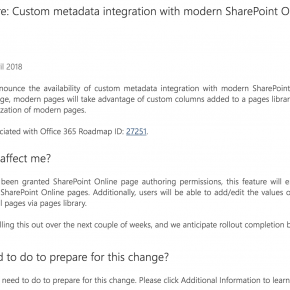 re: Custom metadata integration with modern SharePoint O
il 2018
nounce the availability of custom metadata integration with modern SharePoint
ge, modern pages will take advantage of custom columns added to a pages librar
ization of modern pages.
ciated with Office 365 Roadmap ID: 27251.
affect me?
been granted SharePoint Online page authoring permissions, this feature will e
SharePoint Online pages. Additionally, users will be able to add/edit the values o
l pages via pages library.
lling this out over the next couple of weeks, and we anticipate rollout completion b
d to do to prepare for this change?
need to do to prepare for this change. Please click Additional Information to learn